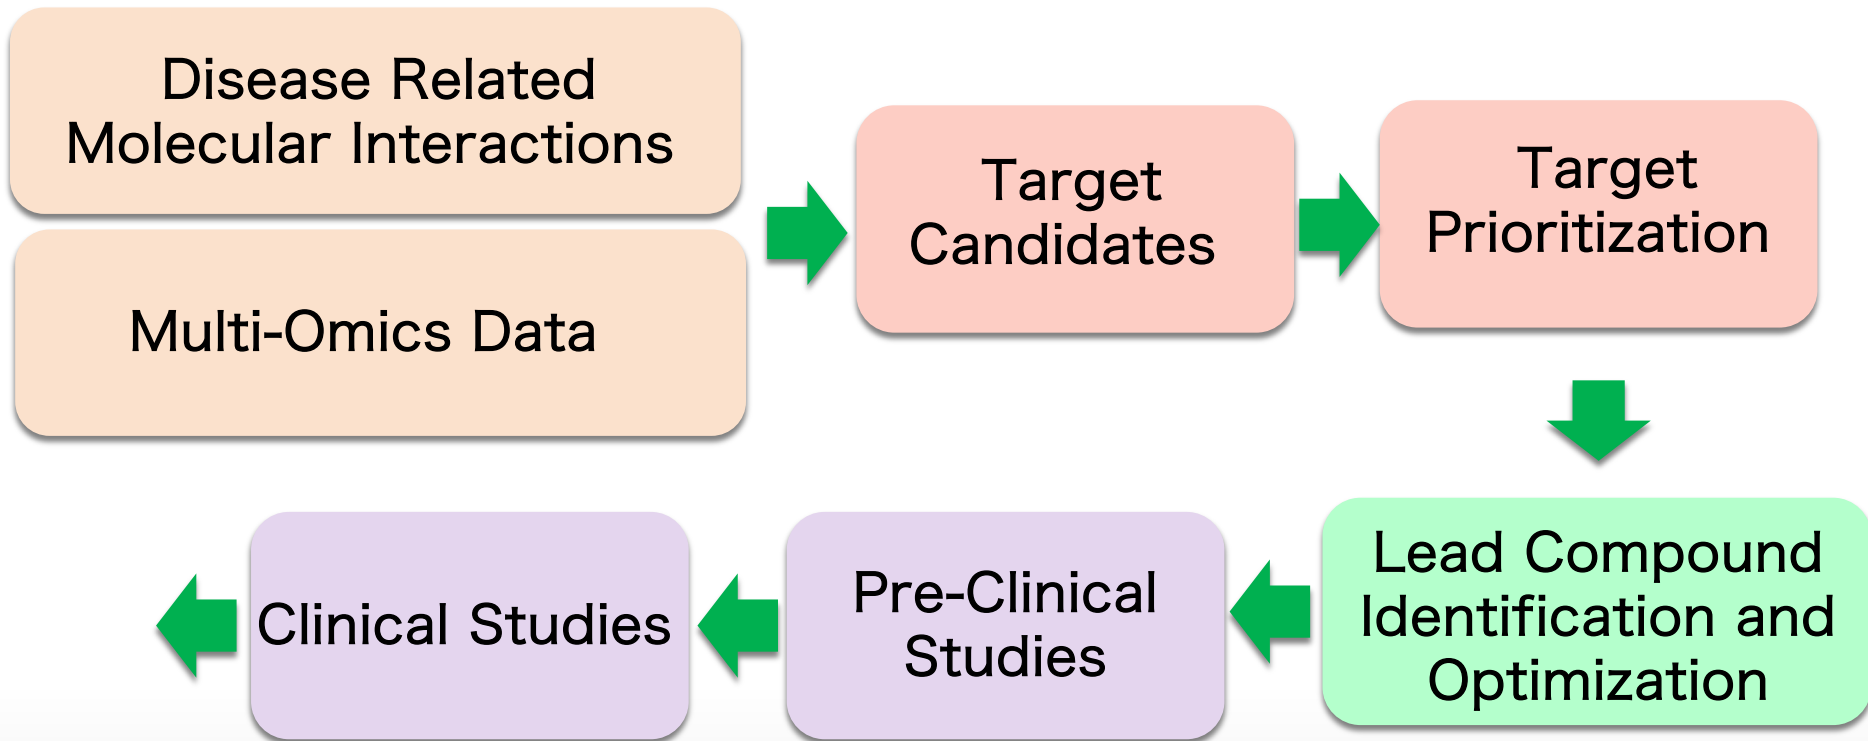 Disease Related
Molecular Interactions
Multi-Omics Data
Target
Candidates
Target
Prioritization
Lead Compound
Identification and
Optimization
Pre-Clinical
Studies
Clinical Studies